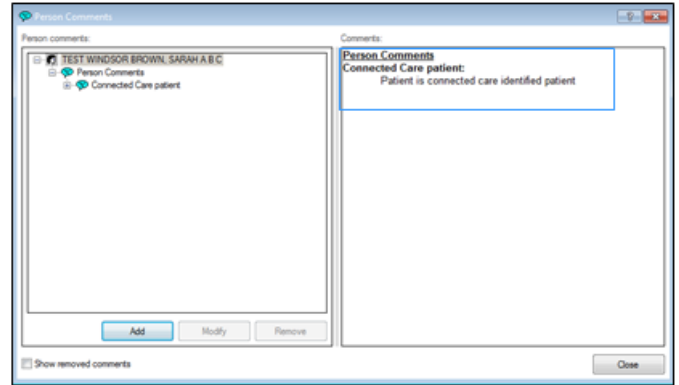 Person Comments
Person comments:
Comments:
TEST WINDSOR BROWN, SARAH A B C
Person Comments
Connected Care patient
Person Comments
Connected Care patient:
Patient is connected care identified patient
Add
Modify
Remove
Show removed comments
Close